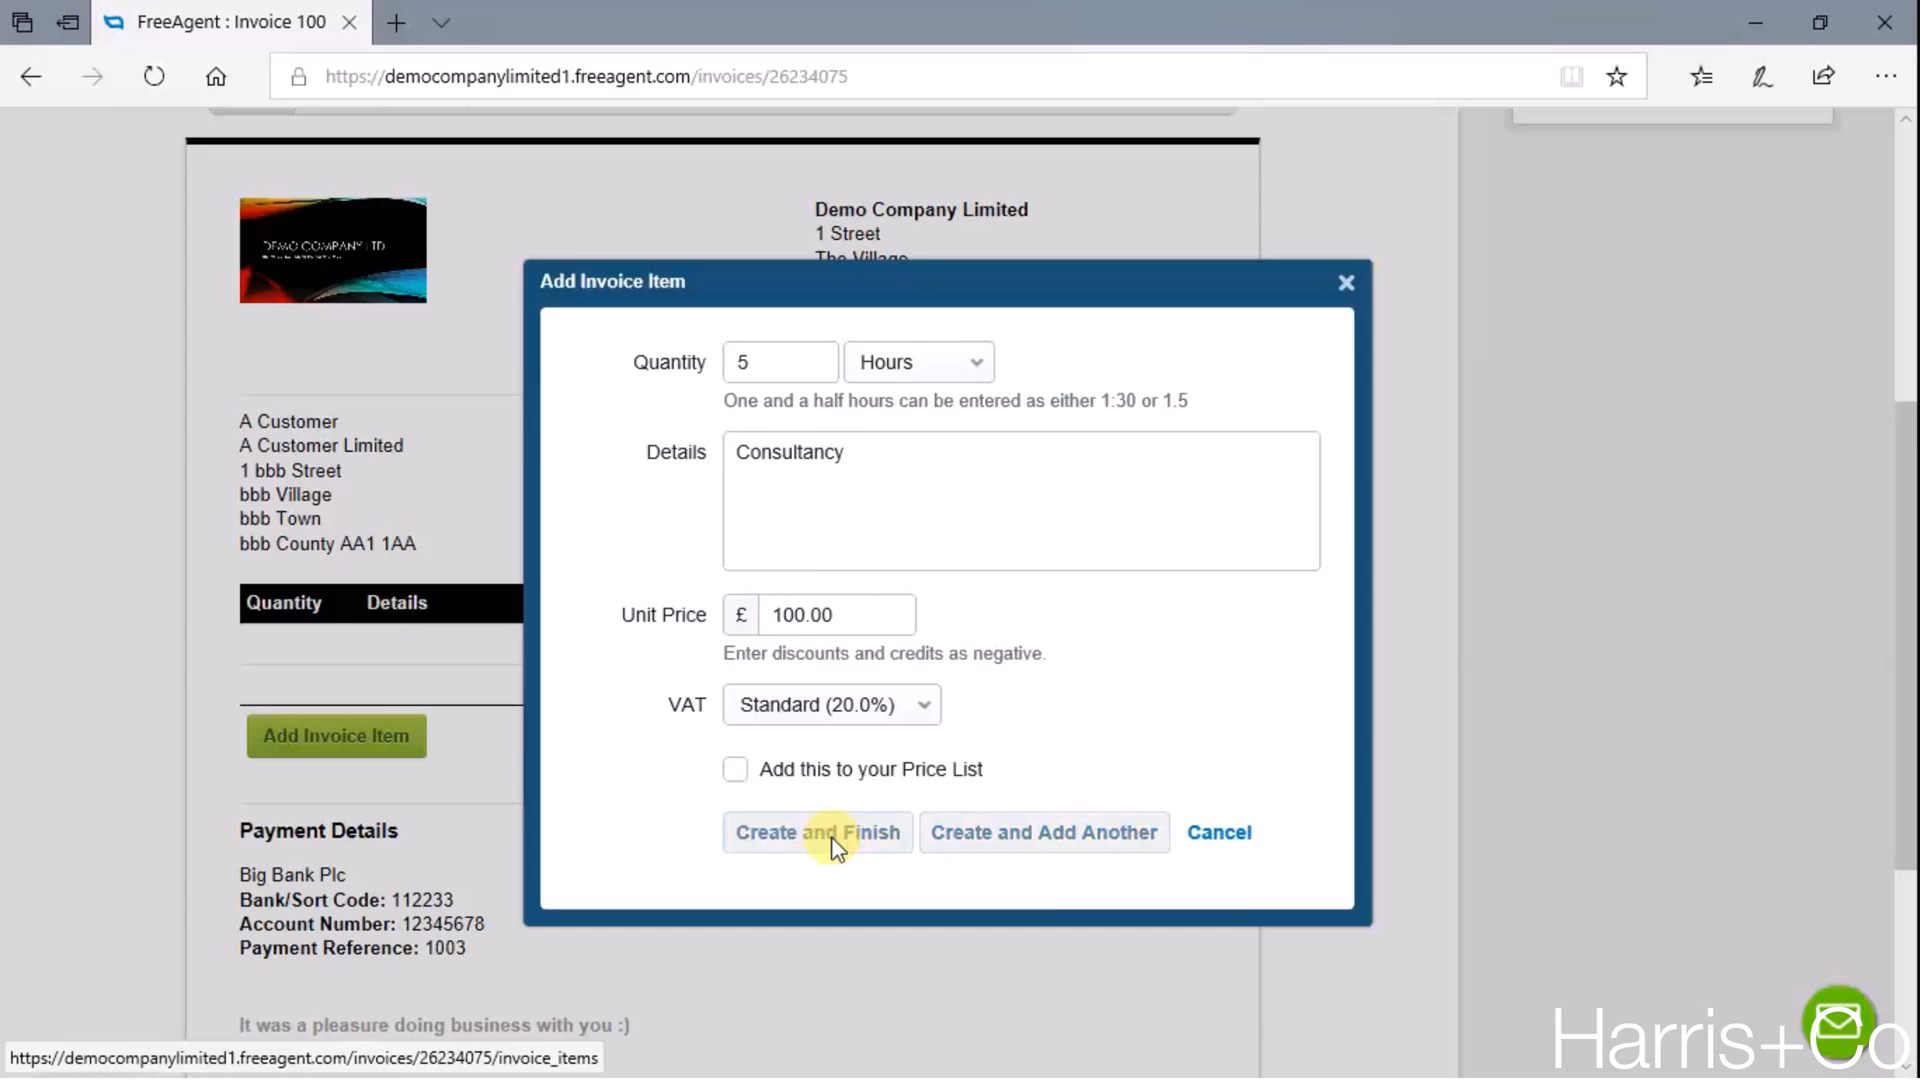 FreeAgent : Invoice 100
https://democompanylimited1.freeagent.com/invoices/26234075
DEMO COMPANY LTD
Demo Company Limited
1 Street
The Village
Add Invoice Item
Quantity 5 Hours
One and a half hours can be entered as either 1:30 or 1.5
Details Consultancy
Unit Price £ 100.00
Enter discounts and credits as negative.
VAT Standard (20.0%)
Add this to your Price List
Create and Finish Create and Add Another Cancel
A Customer
A Customer Limited
1 bbb Street
bbb Village
bbb Town
bbb County AA1 1AA
Quantity Details
Add Invoice Item
Payment Details
Big Bank Plc
Bank/Sort Code: 112233
Account Number: 12345678
Payment Reference: 1003
It was a pleasure doing business with you :)
https://democompanylimited1.freeagent.com/invoices/26234075/invoice_items
Harris+Co